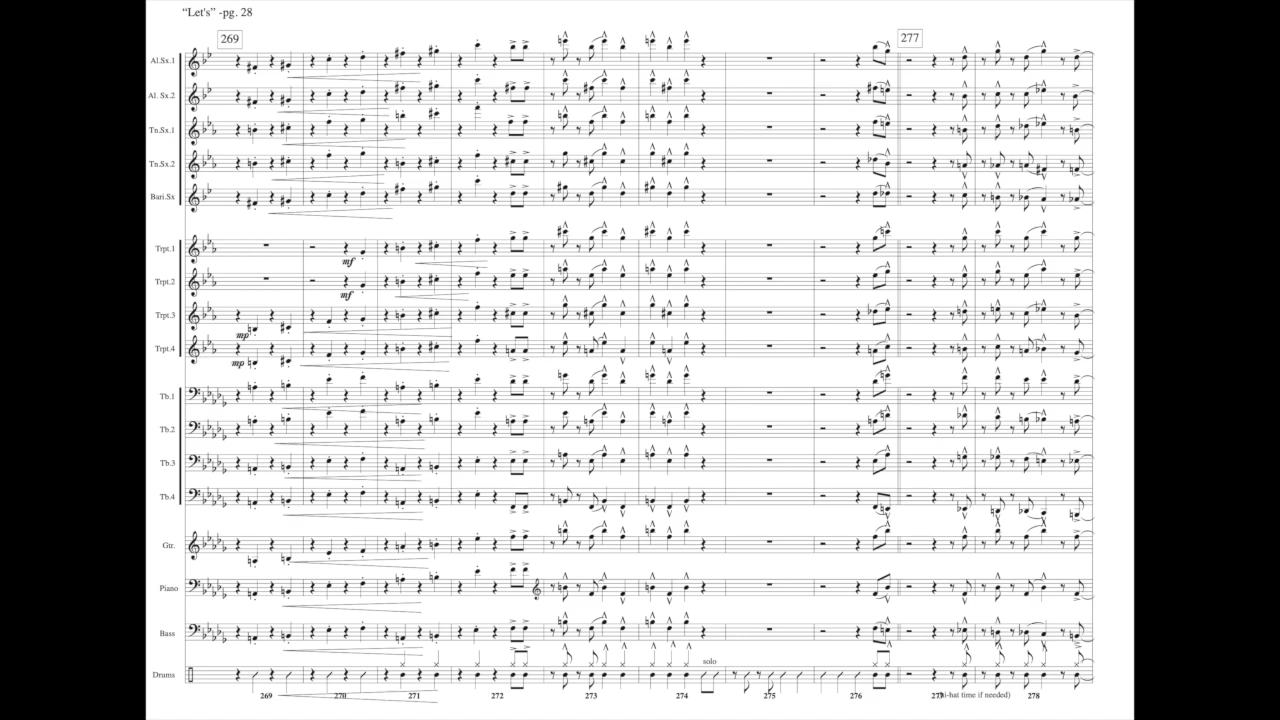 “Let's” -pg. 28
269
277
Al.Sx.1
Al. Sx.2
Tn.Sx.1
Tn.Sx.2
Bari.Sx
Trpt.1
mf
Trpt.2
mf
Trpt.3
mp
Trpt.4
mp
Tb.1
Tb.2
Tb.3
Tb.4
Gtr.
Piano
Bass
solo
Drums
269 270 271 272 273 274 275 276 277 (hi-hat time if needed) 278